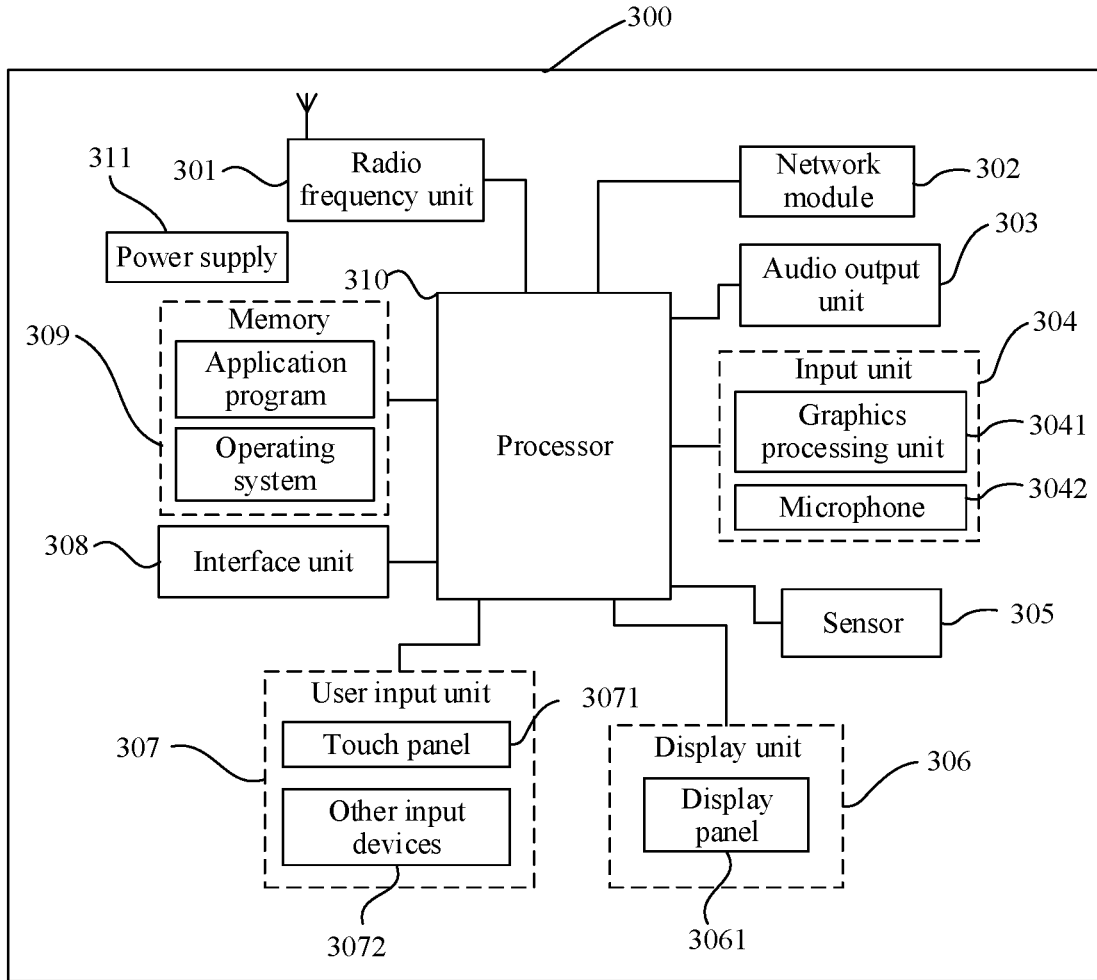 300
311
301
Radio
frequency unit
Network
module
302
303
Power supply
310
Audio output
unit
Memory
309
Application
program
Operating
system
304
Input unit
Graphics
processing unit
3041
Processor
3042
Microphone
308
Interface unit
Sensor
305
User input unit
3071
307
Touch panel
Other input
devices
3072
Display unit
306
Display
panel
3061